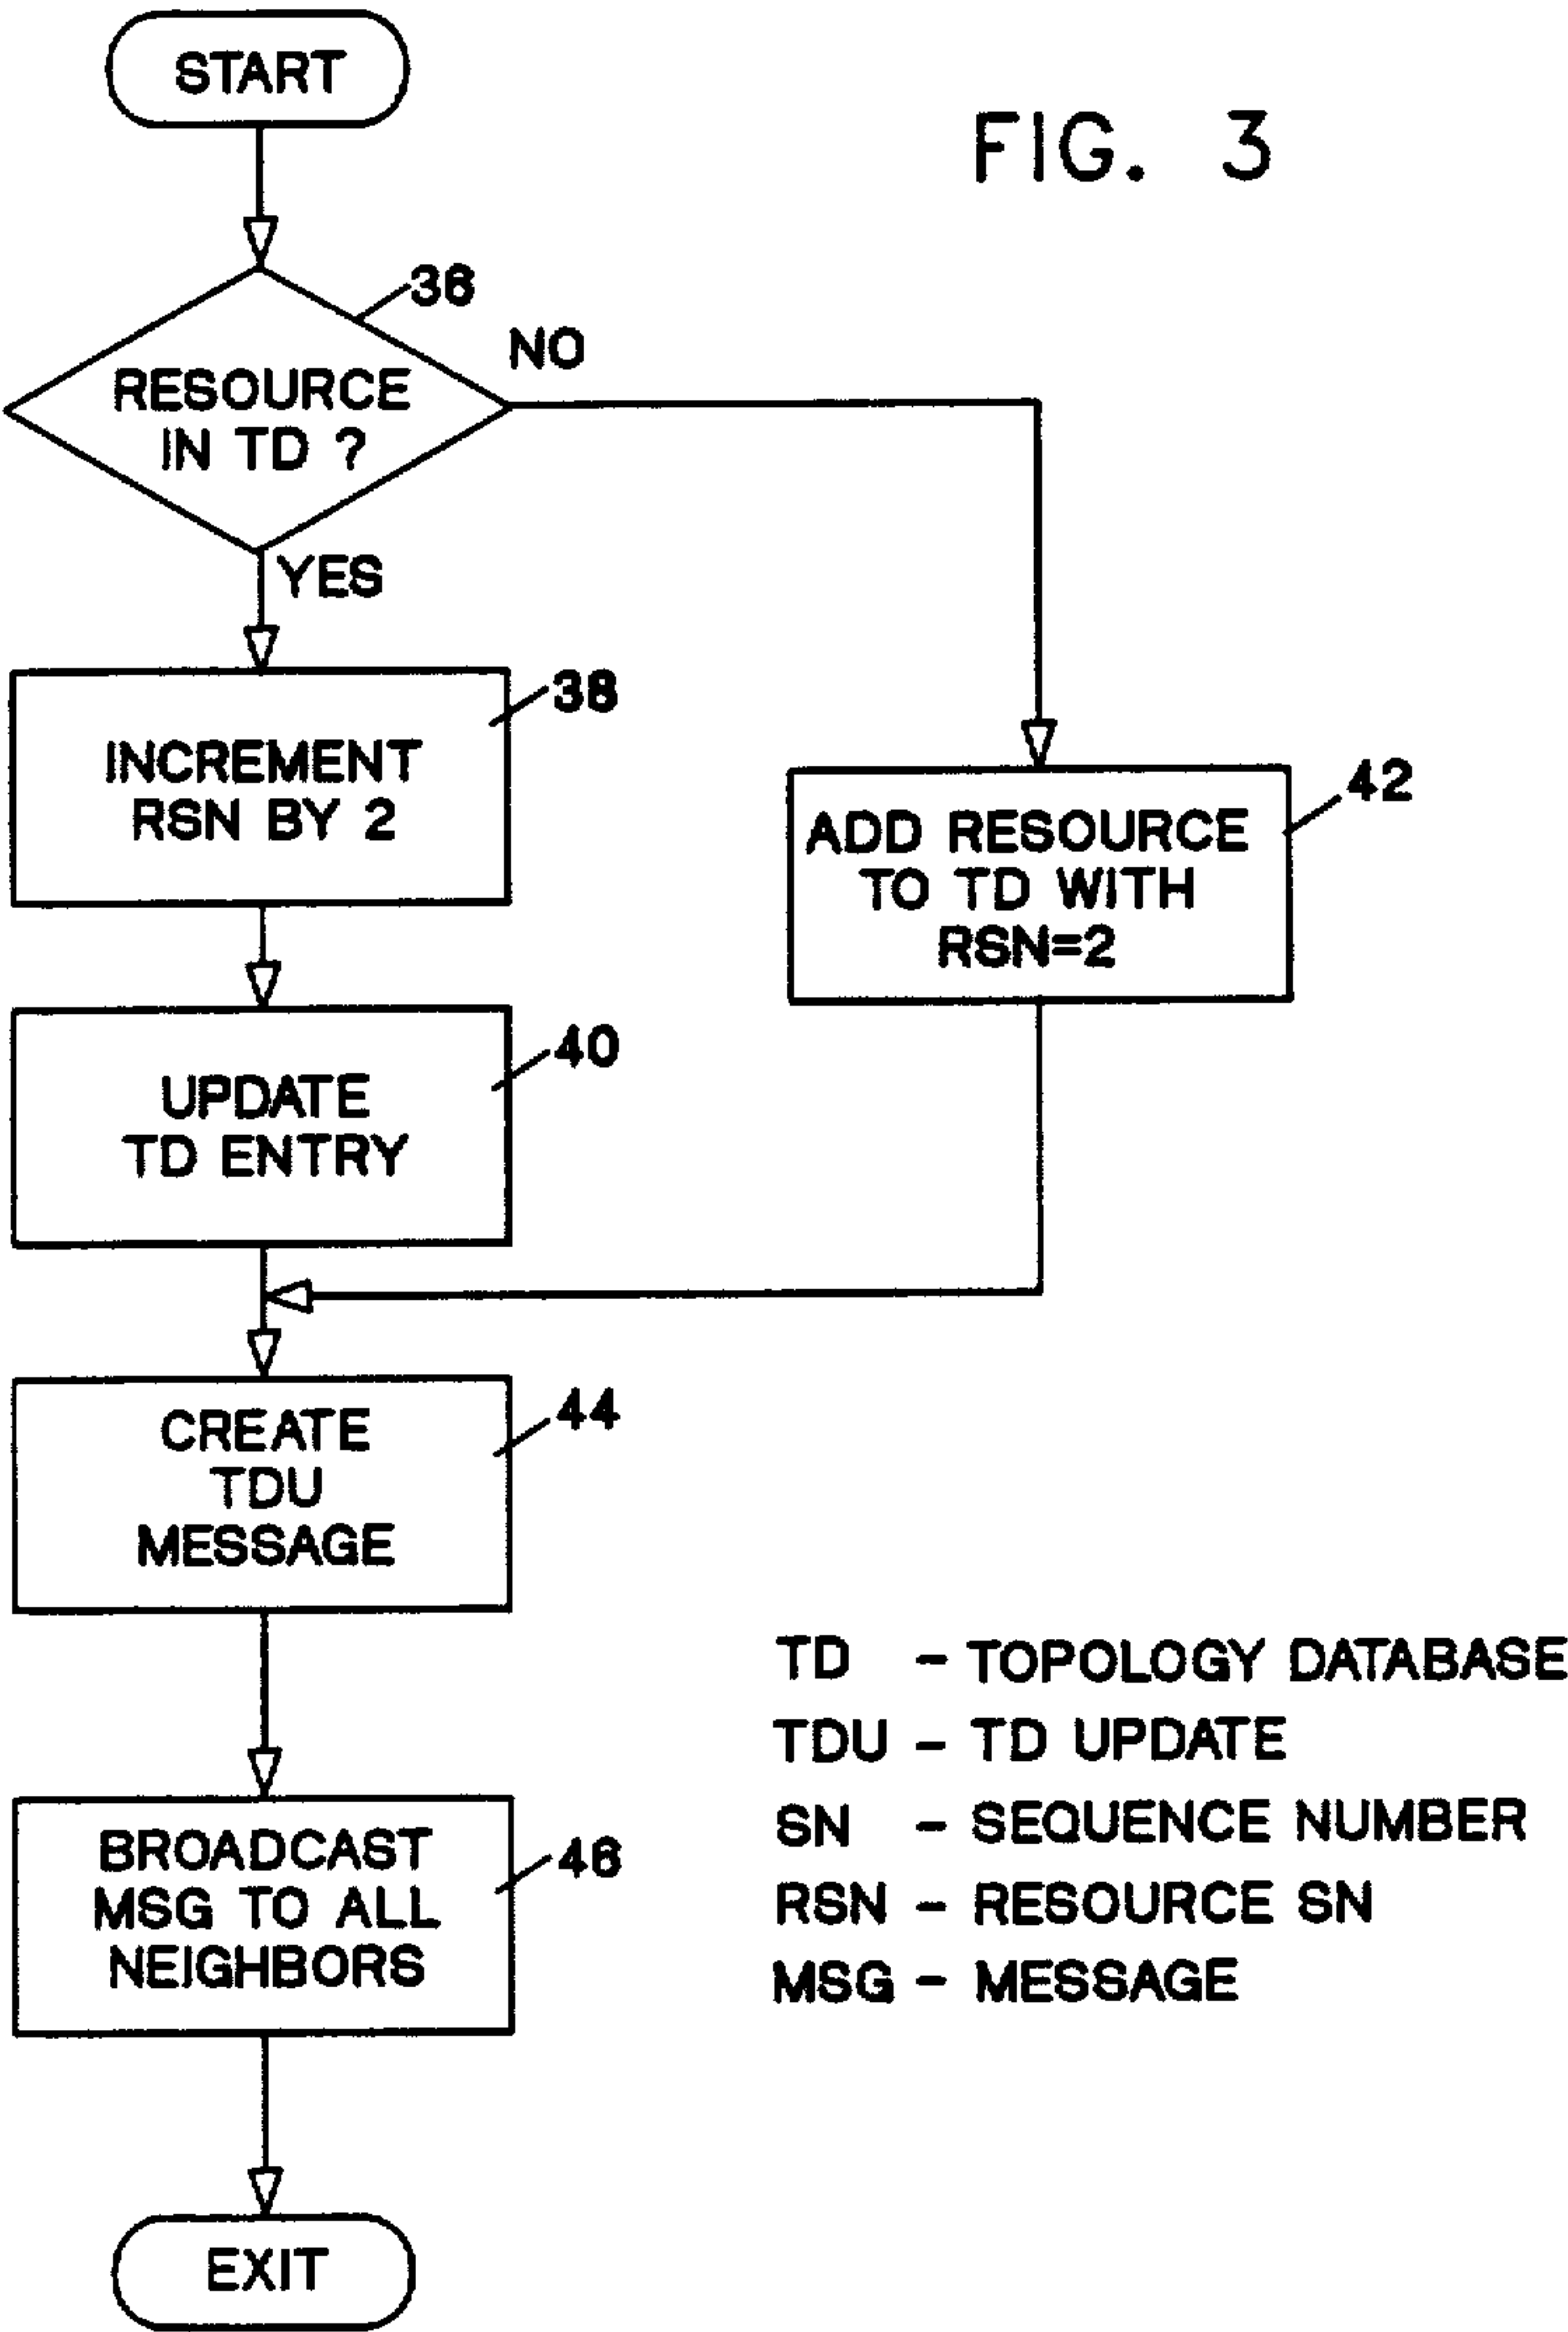 START
FIG. 3
36
NO
RESOURCE
IN TD ?
YES
38
INCREMENT
RSN BY 2
42
ADD RESOURCE
TO TD WITH
RSN=2
40
UPDATE
TD ENTRY
44
CREATE
TDU
MESSAGE
TD - TOPOLOGY DATABASE
TDU - TD UPDATE
SN - SEQUENCE NUMBER
RSN - RESOURCE SN
MSG - MESSAGE
46
BROADCAST
MSG TO ALL
NEIGHBORS
EXIT